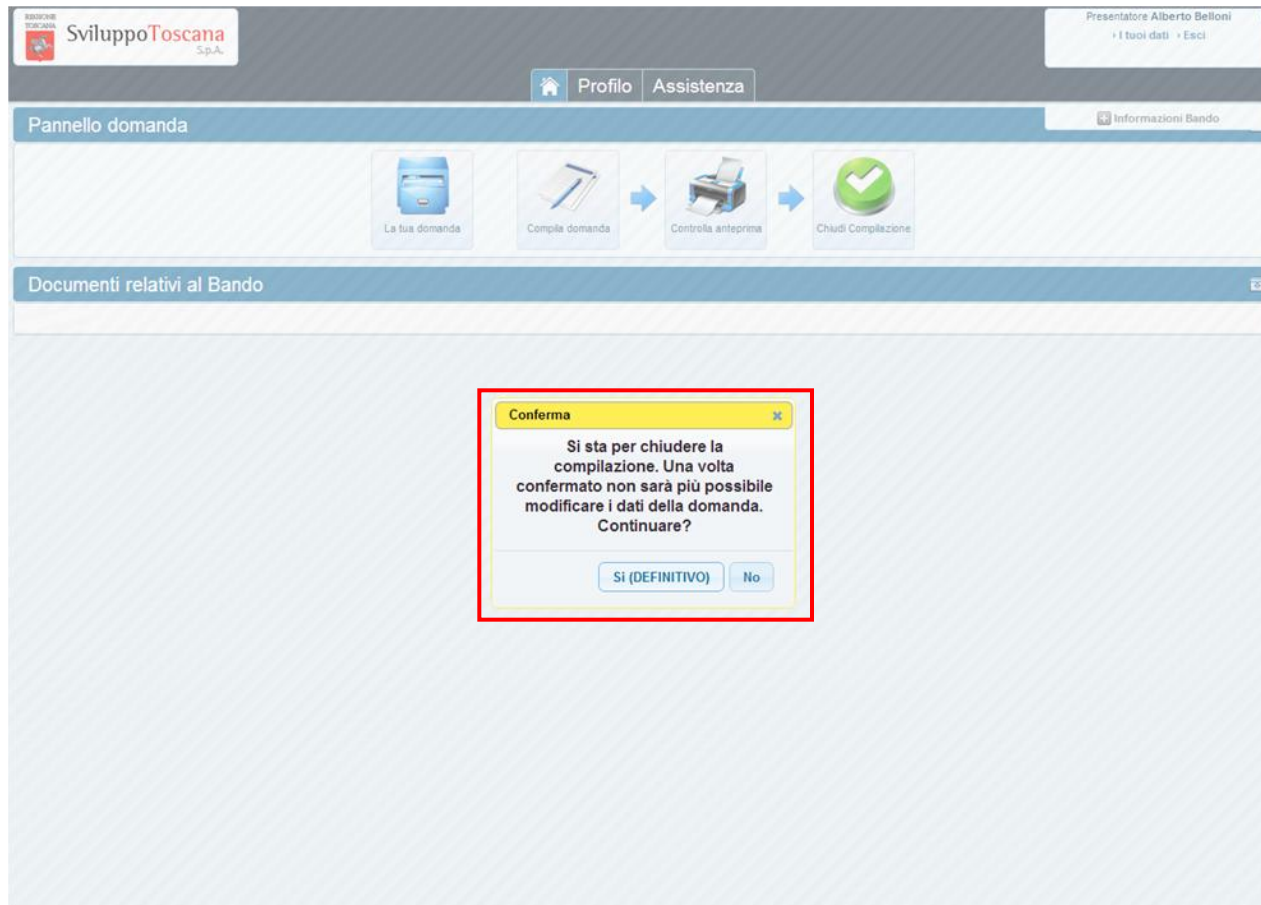 REGIONE
TOSCANA
SviluppoToscana
S.p.A.
Presentatore Alberto Belloni
I tuoi dati Esci
Profilo Assistenza
Pannello domanda
Informazioni Bando
La tua domanda
Compila domanda
Controlla anteprima
Chiudi Compilazione
Documenti relativi al Bando
Conferma
Si sta per chiudere la
compilazione. Una volta
confermato non sarà più possibile
modificare i dati della domanda.
Continuare?
Si (DEFINITIVO) No